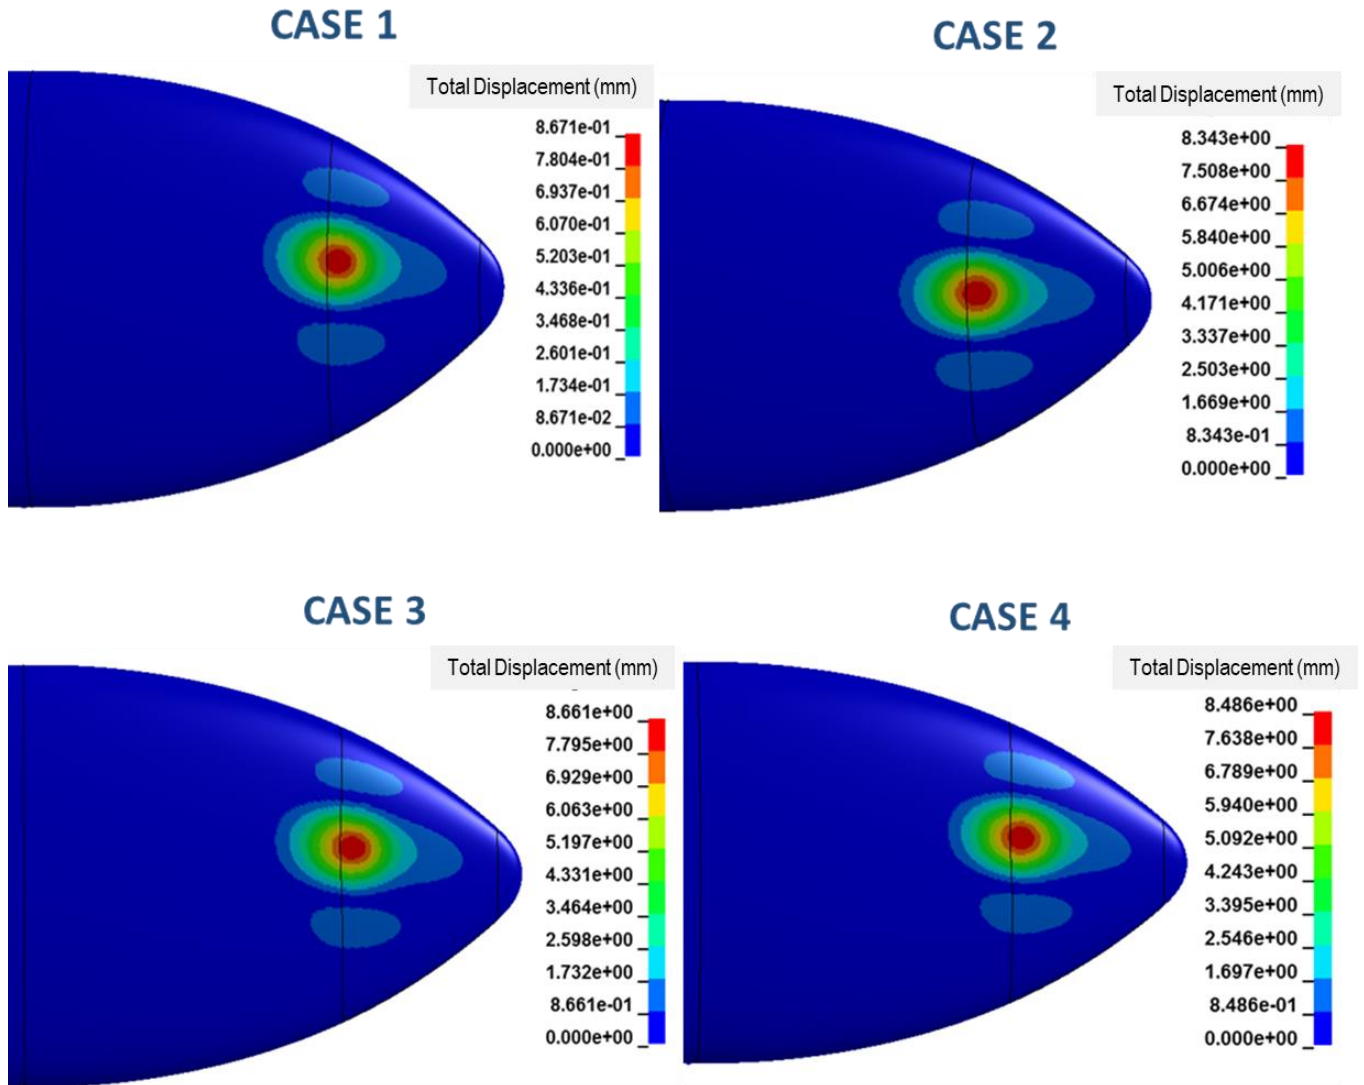 CASE 1
Total Displacement (mm)
8.671e-01
7.804e-01
6.937e-01
6.070e-01
5.203e-01
4.336e-01
3.468e-01
2.601e-01
1.734e-01
8.671e-02
0.000e+00
CASE 2
Total Displacement (mm)
8.343e+00
7.508e+00
6.674e+00
5.840e+00
5.006e+00
4.171e+00
3.337e+00
2.503e+00
1.669e+00
8.343e-01
0.000e+00
CASE 3
Total Displacement (mm)
8.661e+00
7.795e+00
6.929e+00
6.063e+00
5.197e+00
4.331e+00
3.464e+00
2.598e+00
1.732e+00
8.661e-01
0.000e+00
CASE 4
Total Displacement (mm)
8.486e+00
7.638e+00
6.789e+00
5.940e+00
5.092e+00
4.243e+00
3.395e+00
2.546e+00
1.697e+00
8.486e-01
0.000e+00